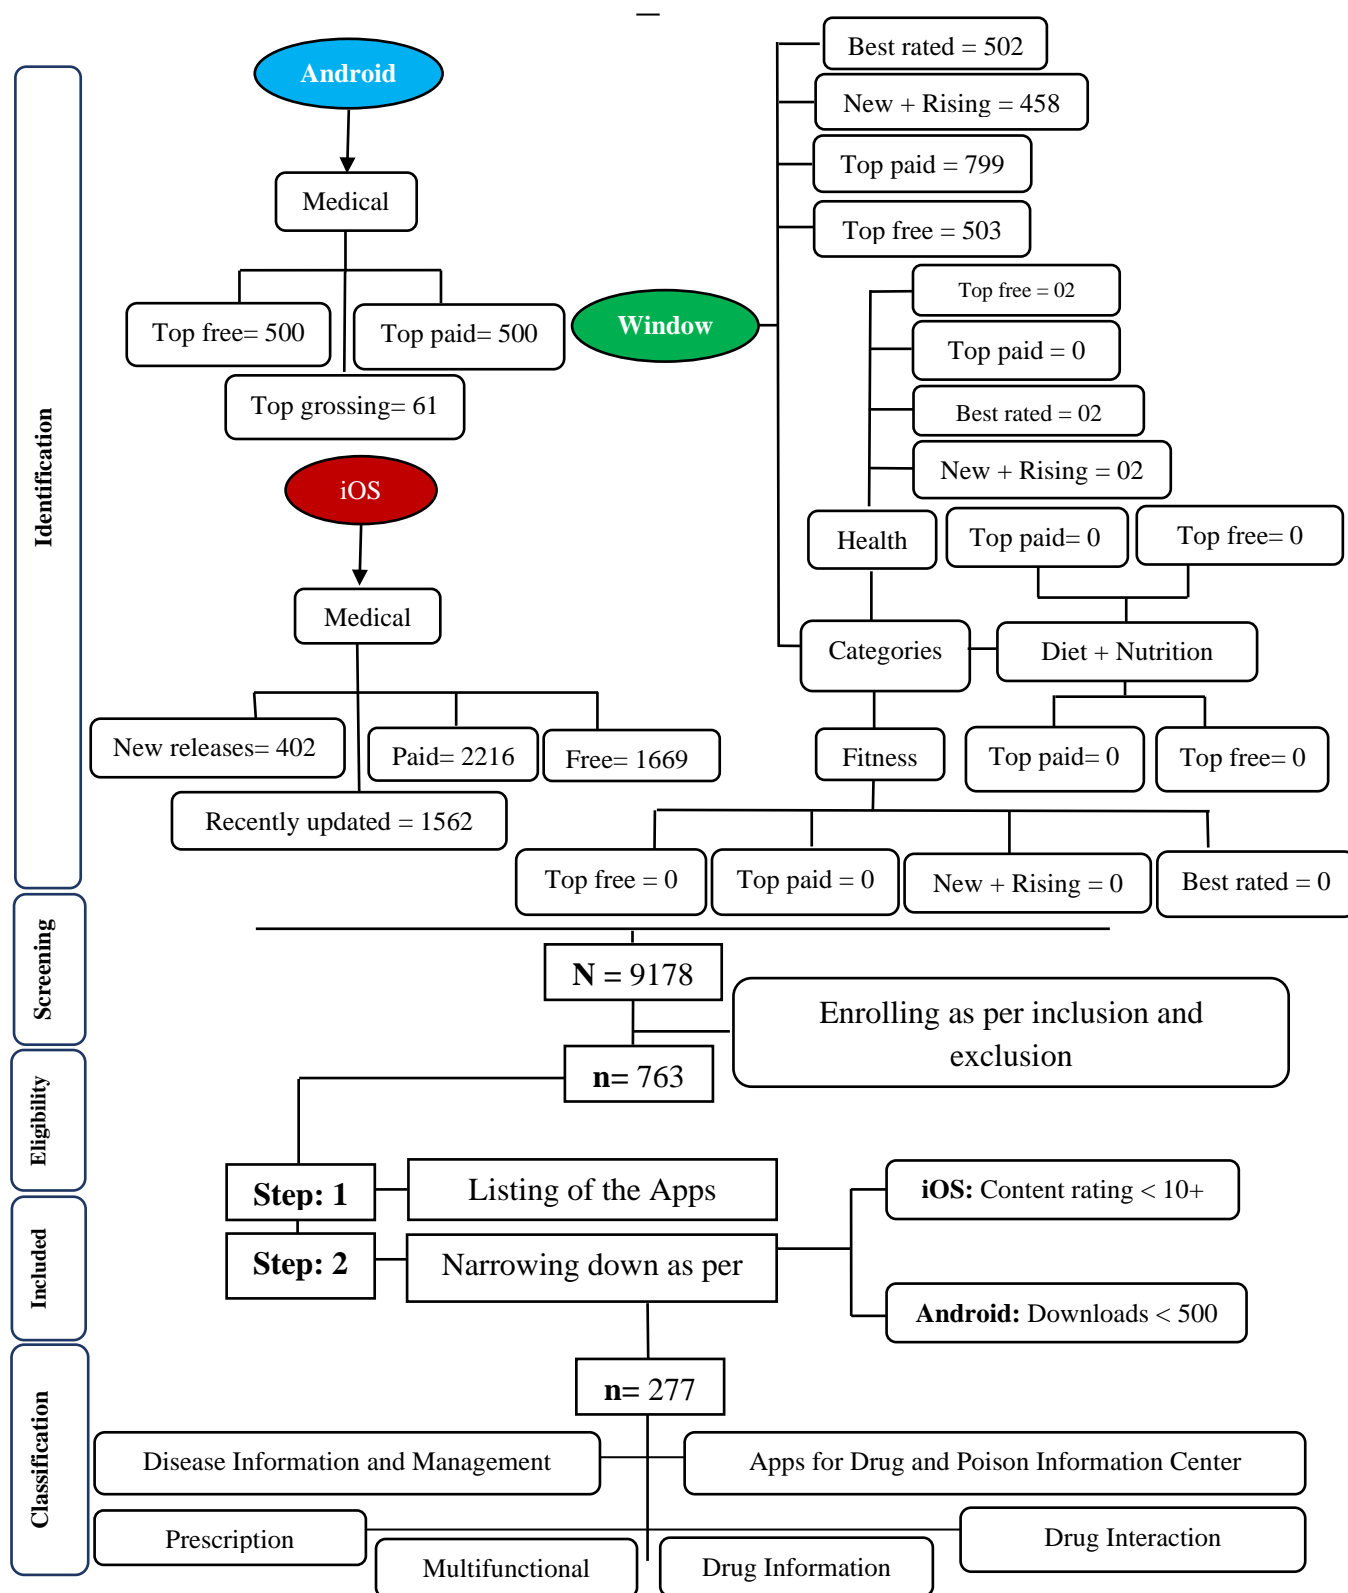 Identification
Screening
Eligibility
Included
Classification
Android
Medical
Top free= 500
Top paid= 500
Top grossing= 61
iOS
Medical
New releases= 402
Paid= 2216
Free= 1669
Recently updated = 1562
Window
Best rated = 502
New + Rising = 458
Top paid = 799
Top free = 503
Top free = 02
Top paid = 0
Best rated = 02
New + Rising = 02
Health
Top paid= 0
Top free= 0
Categories
Diet + Nutrition
Top paid= 0
Top free= 0
Fitness
Top free = 0
Top paid = 0
New + Rising = 0
Best rated = 0
N = 9178
Enrolling as per inclusion and
exclusion
n= 763
Step: 1
Listing of the Apps
Step: 2
Narrowing down as per
iOS: Content rating < 10+
Android: Downloads < 500
n= 277
Disease Information and Management
Apps for Drug and Poison Information Center
Prescription
Multifunctional
Drug Information
Drug Interaction